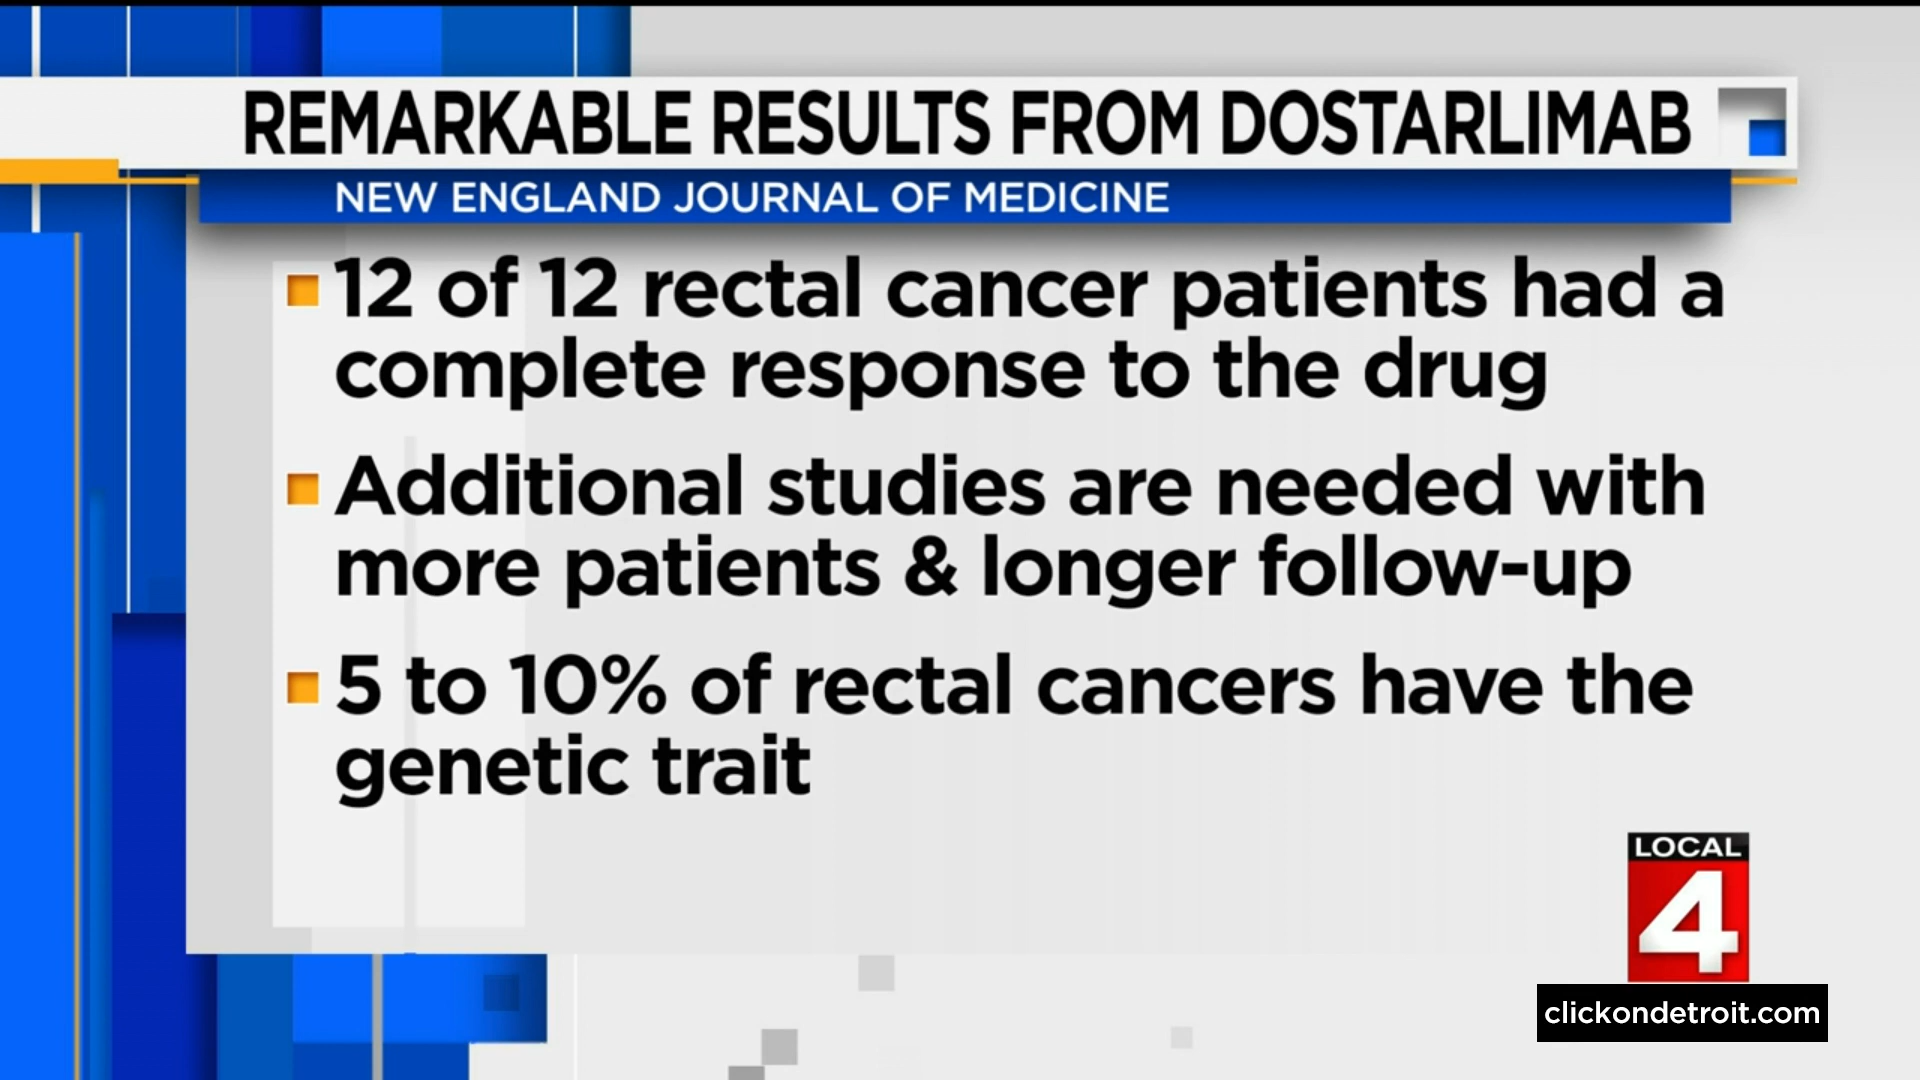 REMARKABLE RESULTS FROM DOSTARLIMAB
NEW ENGLAND JOURNAL OF MEDICINE
12 of 12 rectal cancer patients had a
complete response to the drug
Additional studies are needed with
more patients & longer follow-up
5 to 10% of rectal cancers have the
genetic trait
LOCAL
4
clickondetroit.com